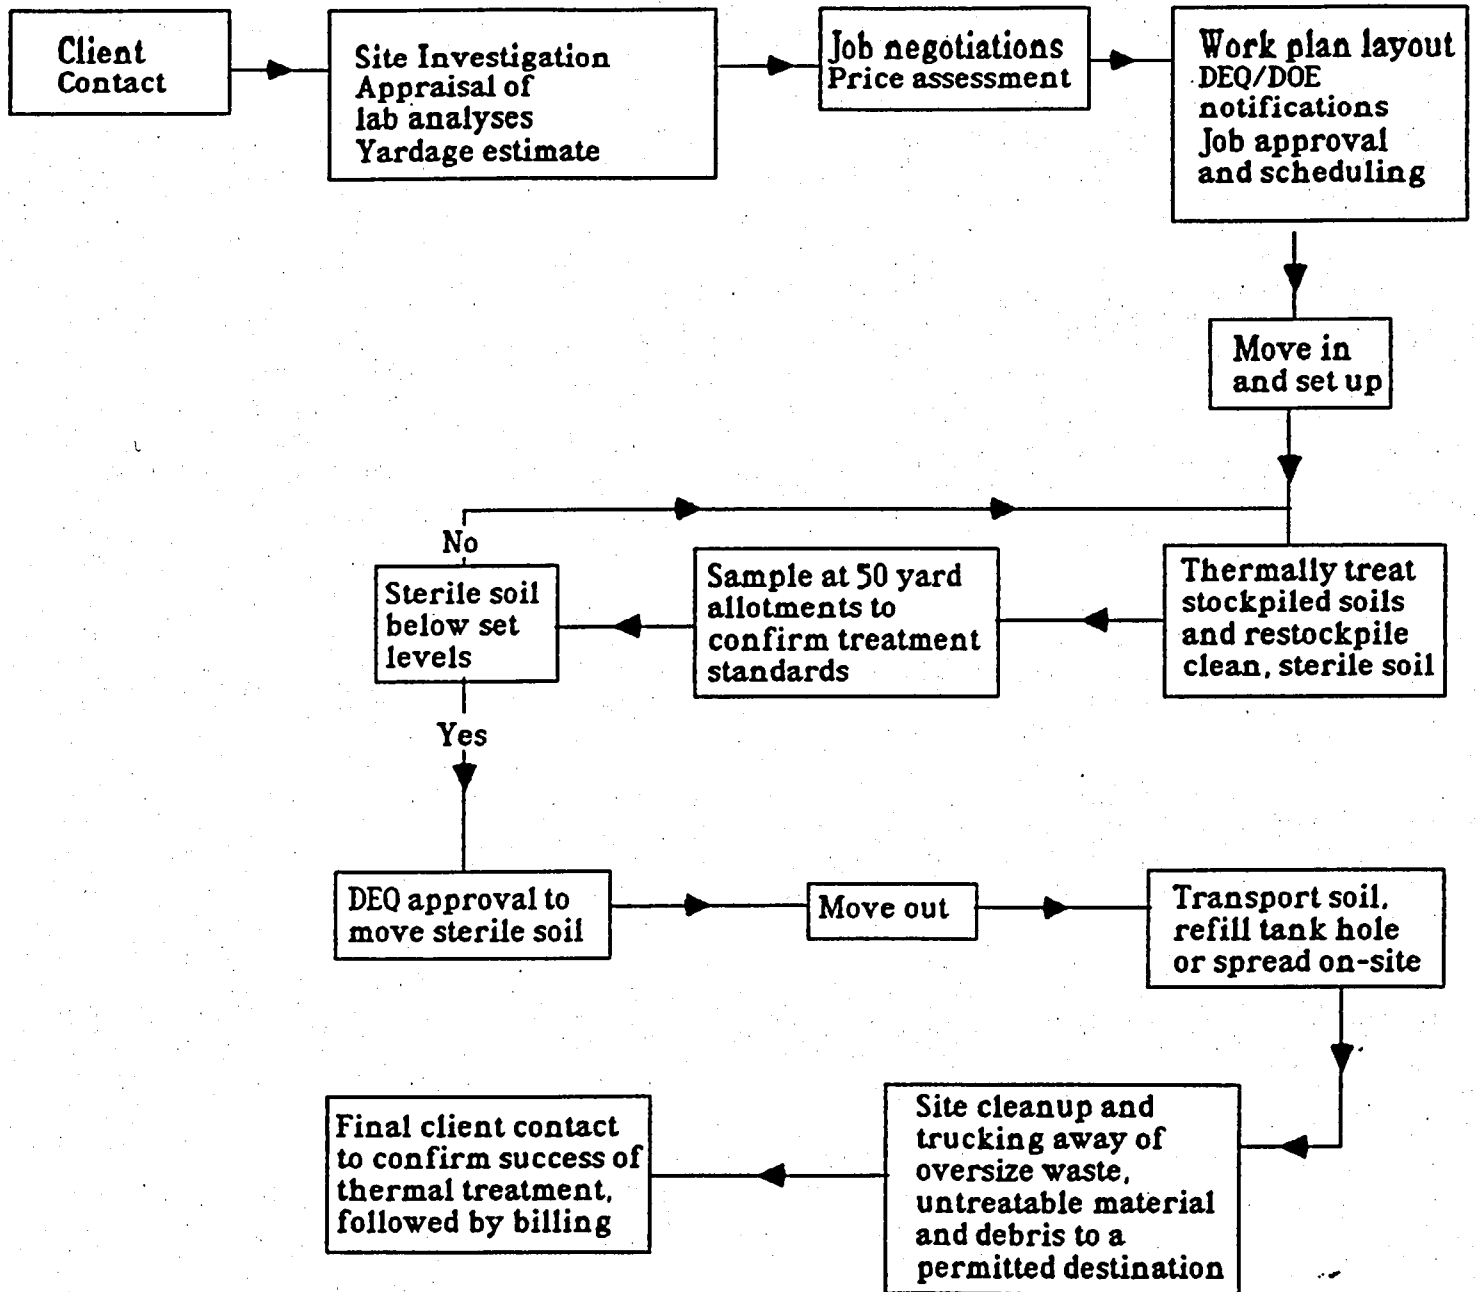 Client
Contact
Site Investigation
Appraisal of
lab analyses
Yardage estimate
Job negotiations
Price assessment
Work plan layout
DEQ/DOE
notifications
Job approval
and scheduling
Move in
and set up
No
Sterile soil
below set
levels
Sample at 50 yard
allotments to
confirm treatment
standards
Thermally treat
stockpiled soils
and restockpile
clean, sterile soil
Yes
DEQ approval to
move sterile soil
Move out
Transport soil,
refill tank hole
or spread on-site
Final client contact
to confirm success of
thermal treatment,
followed by billing
Site cleanup and
trucking away of
oversize waste,
untreatable material
and debris to a
permitted destination